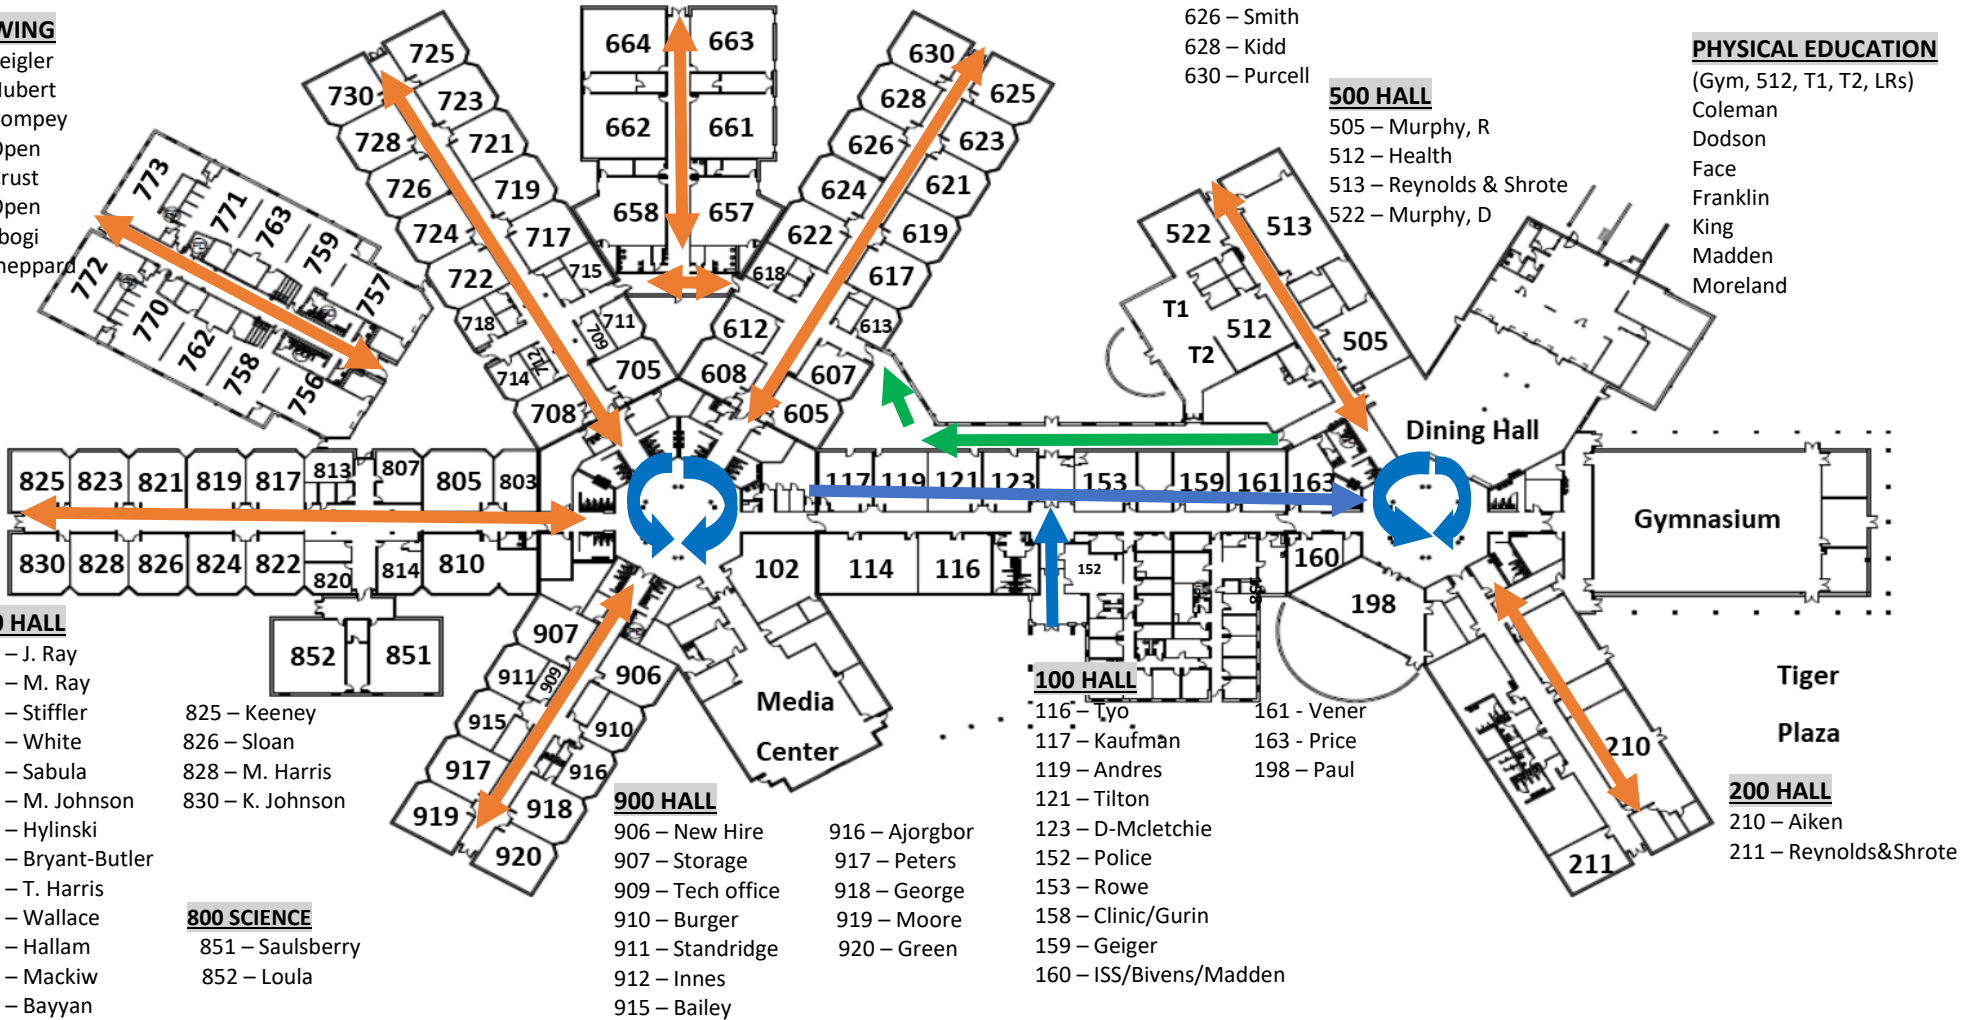 WING
eigler
ubert
ompey
Open
rust
Open
bogi
heppard
626 – Smith
628 – Kidd
630 – Purcell
500 HALL
505 – Murphy, R
512 – Health
513 – Reynolds & Shrote
522 – Murphy, D
PHYSICAL EDUCATION
(Gym, 512, T1, T2, LRs)
Coleman
Dodson
Face
Franklin
King
Madden
Moreland
725
730
723
728
721
726
719
724
717
722
715
718
711
709
712
714
705
708
664
663
662
661
658
657
630
625
628
623
626
621
624
619
622
617
618
613
612
608
607
605
773
771
763
759
757
772
770
762
758
756
522
513
T1
512
T2
505
Dining Hall
825
823
821
819
817
813
807
805
803
830
828
826
824
822
820
814
810
852
851
117
119
121
123
153
159
161
163
102
114
116
152
158
160
198
Gymnasium
907
906
911
909
915
910
917
916
919
918
920
Media
Center
210
211
Tiger
Plaza
0 HALL
– J. Ray
– M. Ray
– Stiffler
– White
– Sabula
– M. Johnson
– Hylinski
– Bryant-Butler
– T. Harris
– Wallace
– Hallam
– Mackiw
– Bayyan
825 – Keeney
826 – Sloan
828 – M. Harris
830 – K. Johnson
800 SCIENCE
851 – Saulsberry
852 – Loula
900 HALL
906 – New Hire
907 – Storage
909 – Tech office
910 – Burger
911 – Standridge
912 – Innes
915 – Bailey
916 – Ajorgbor
917 – Peters
918 – George
919 – Moore
920 – Green
100 HALL
116 – Tyo
117 – Kaufman
119 – Andres
121 – Tilton
123 – D-Mcletchie
152 – Police
153 – Rowe
158 – Clinic/Gurin
159 – Geiger
160 – ISS/Bivens/Madden
161 - Vener
163 - Price
198 – Paul
200 HALL
210 – Aiken
211 – Reynolds&Shrote